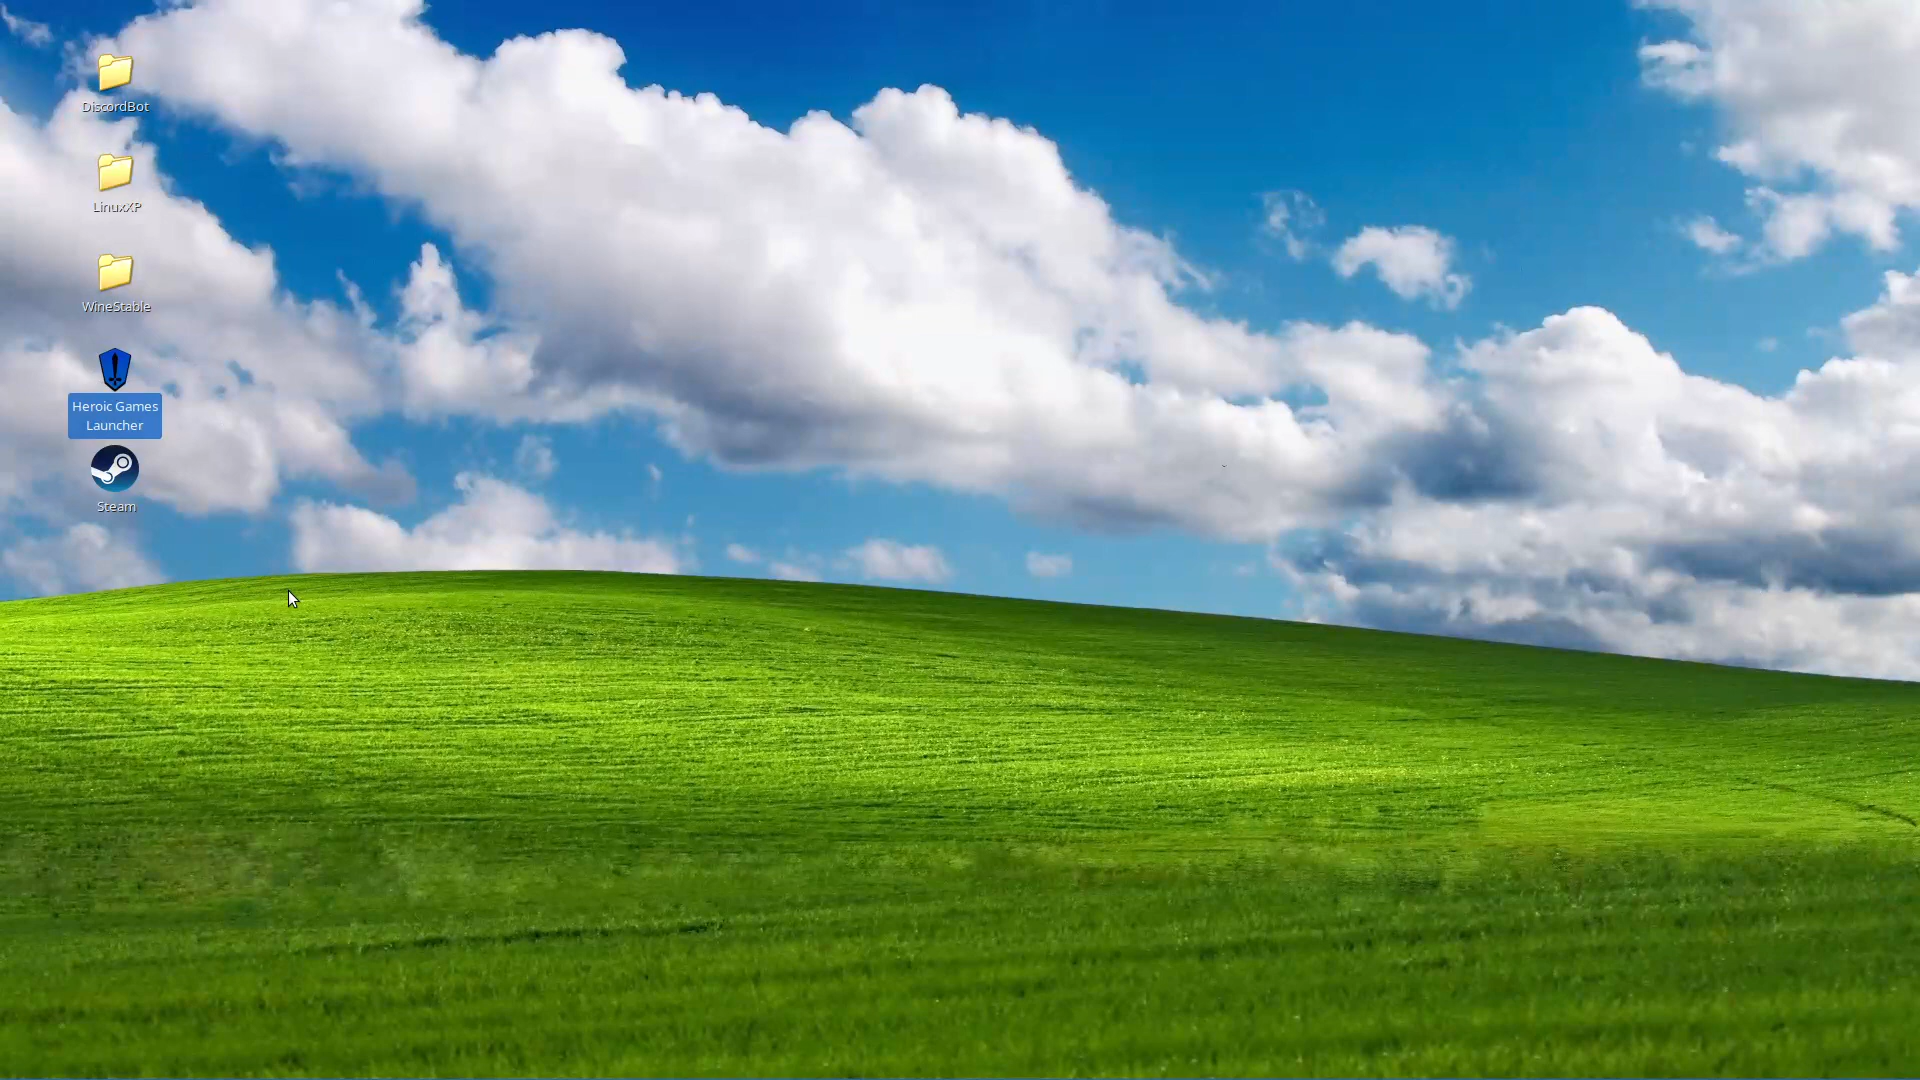 DiscordBot
LinuxXP
WineStable
Heroic Games
Launcher
Steam